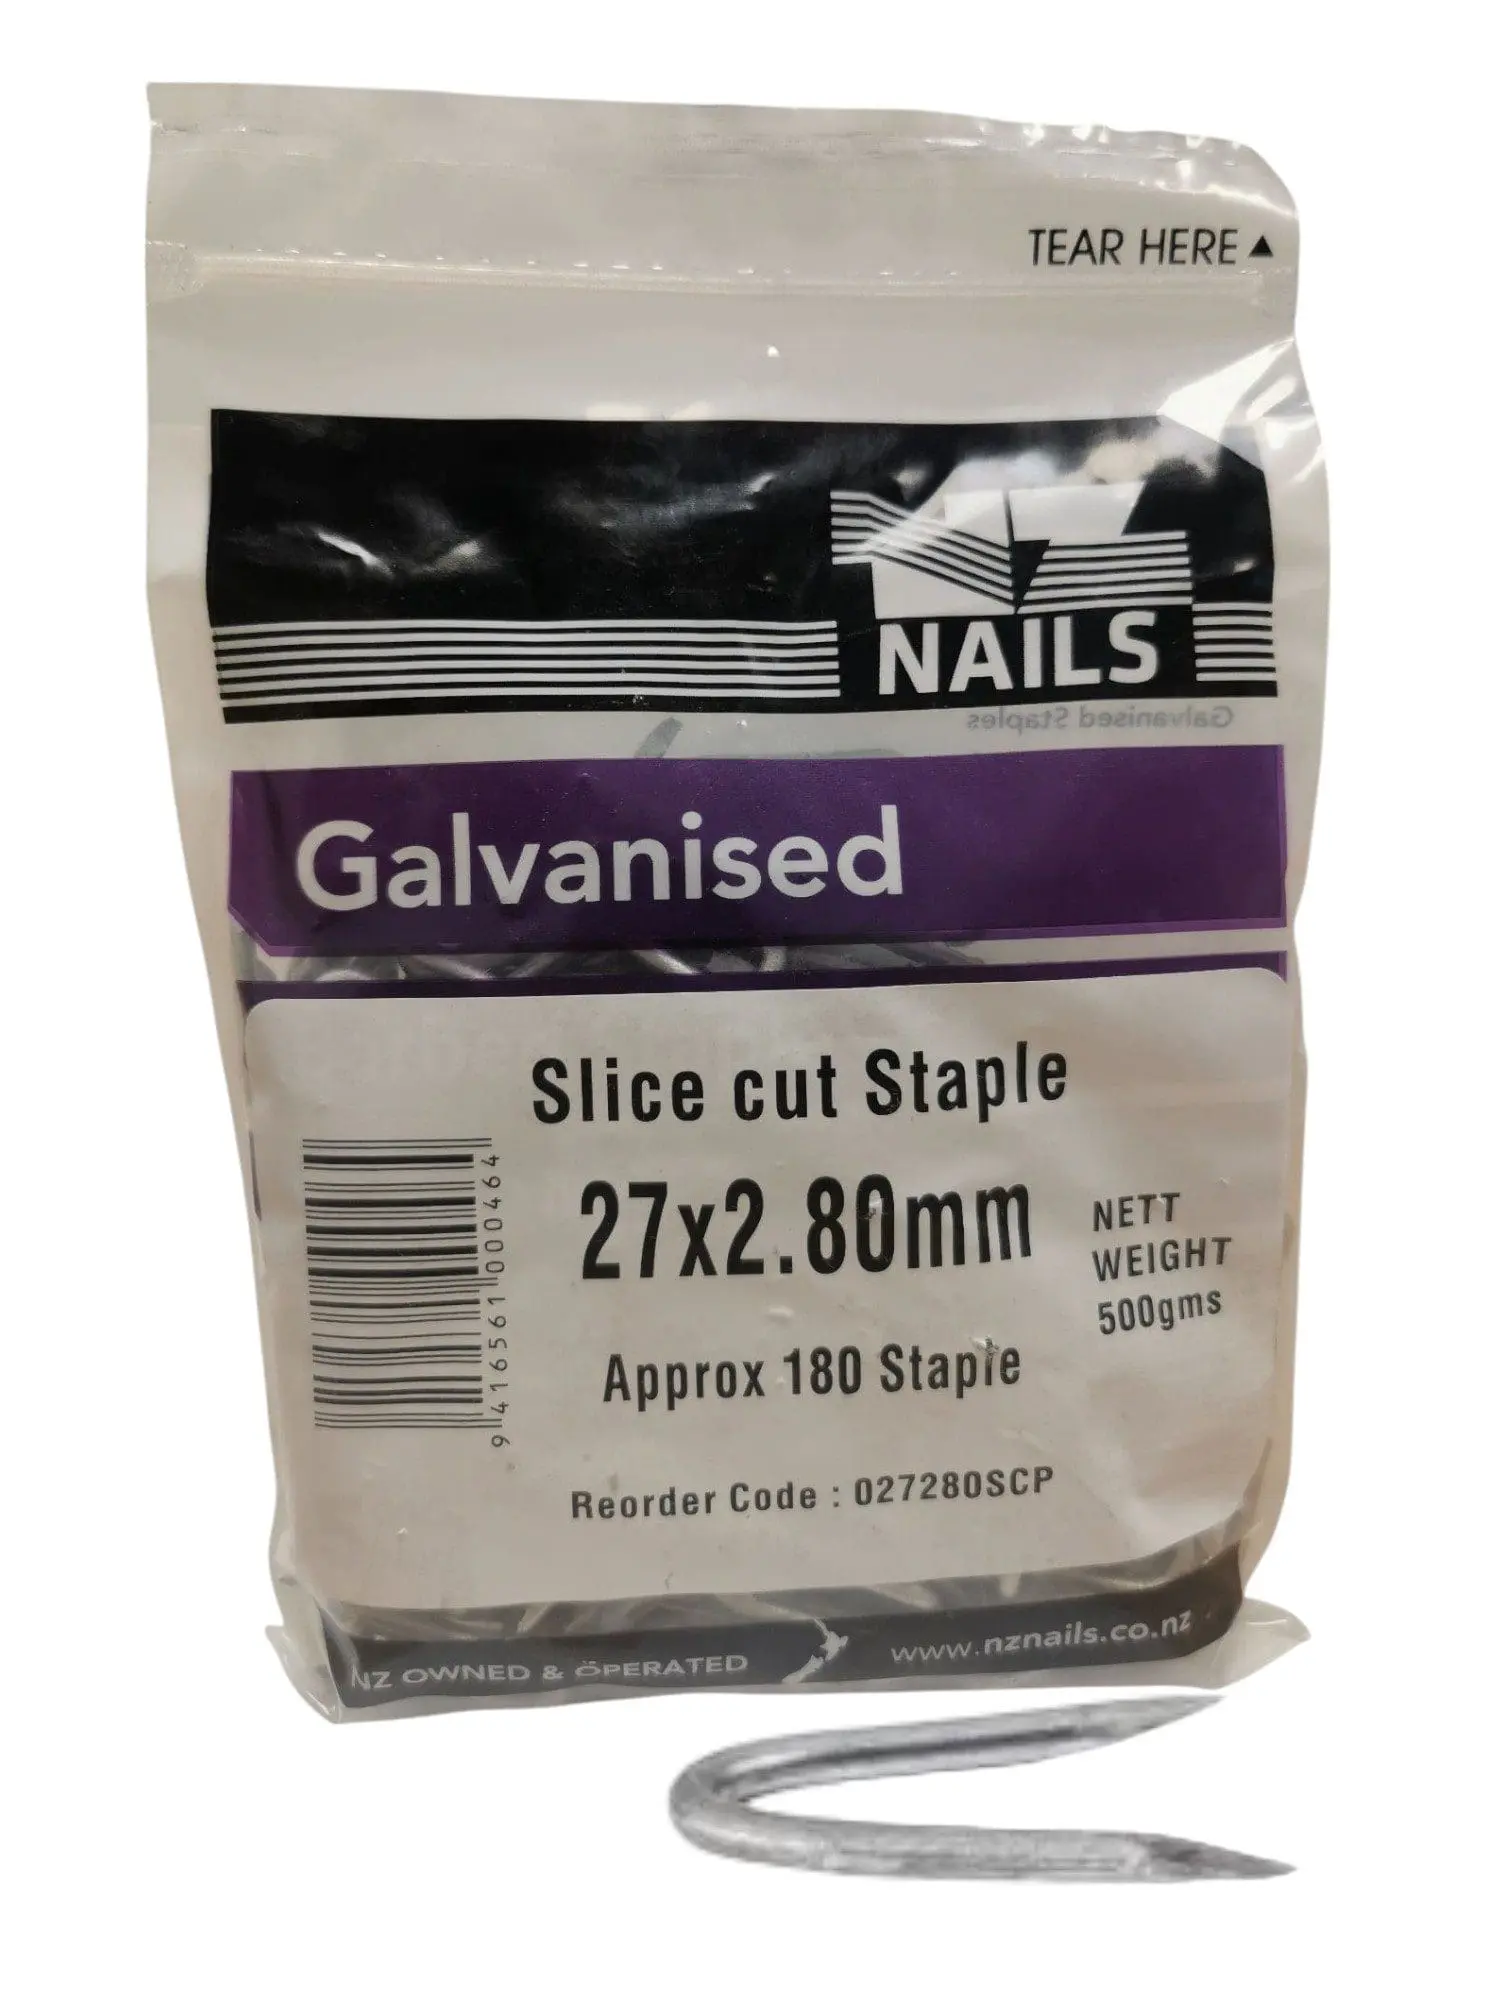 TEAR HERE ▲
NZ
NAILS
Galvanised Staples
Galvanised
Slice cut Staple
27x2.80mm
NETT
WEIGHT
500gms
Approx 180 Staple
Reorder Code : 027280SCP
9 416561 000464
NZ OWNED & OPERATED
www.nznails.co.nz